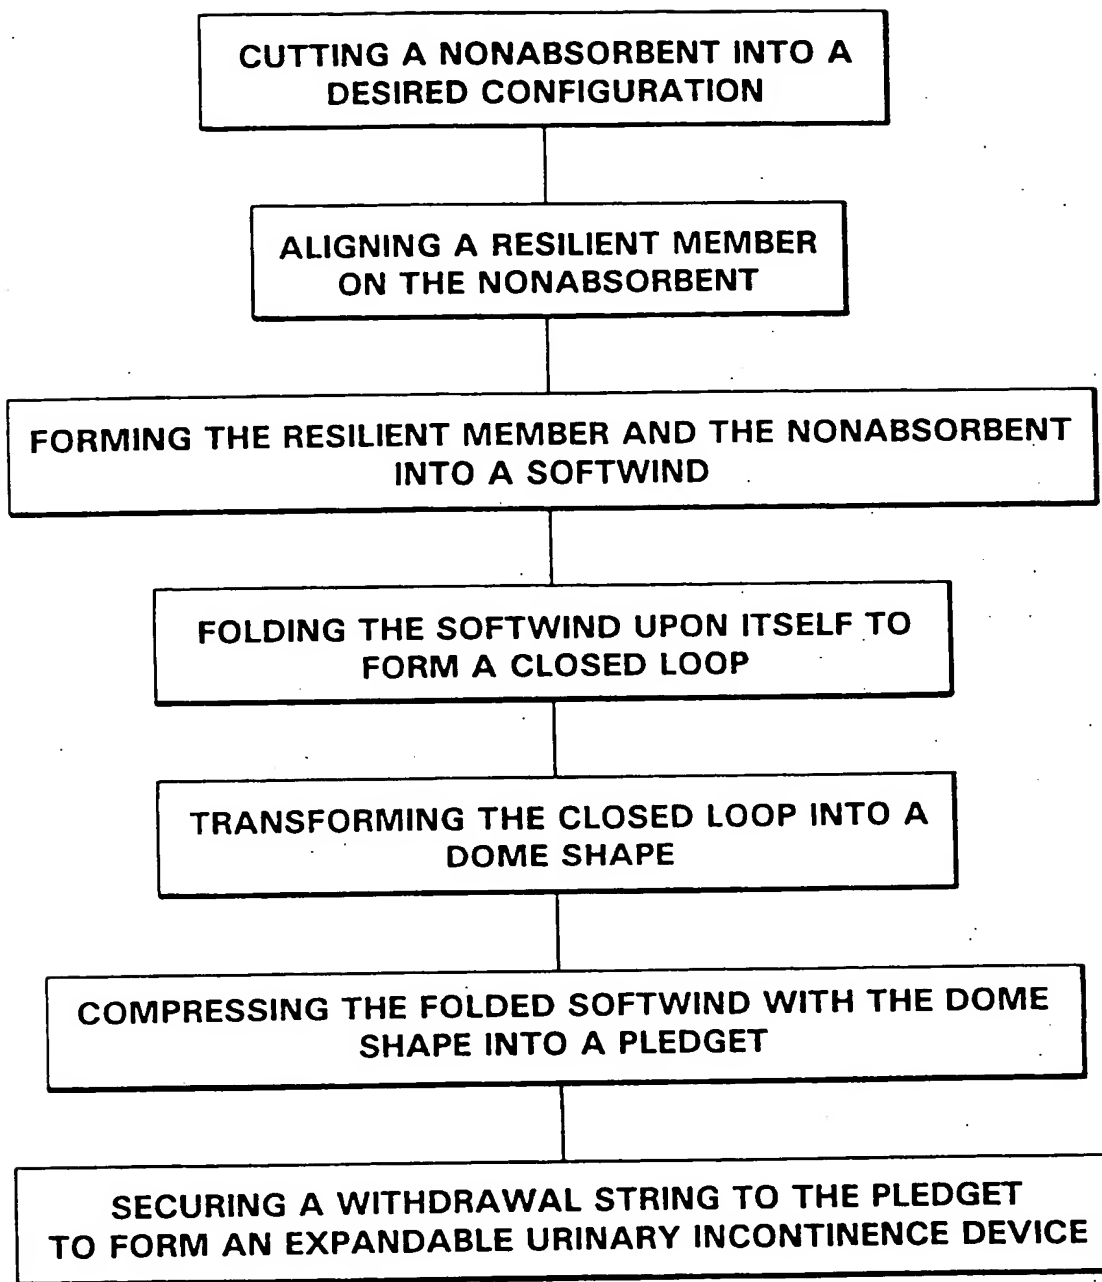 CUTTING A NONABSORBENT INTO A
DESIRED CONFIGURATION
ALIGNING A RESILIENT MEMBER
ON THE NONABSORBENT
FORMING THE RESILIENT MEMBER AND THE NONABSORBENT
INTO A SOFTWIND
FOLDING THE SOFTWIND UPON ITSELF TO
FORM A CLOSED LOOP
TRANSFORMING THE CLOSED LOOP INTO A
DOME SHAPE
COMPRESSING THE FOLDED SOFTWIND WITH THE DOME
SHAPE INTO A PLEDGET
SECURING A WITHDRAWAL STRING TO THE PLEDGET
TO FORM AN EXPANDABLE URINARY INCONTINENCE DEVICE